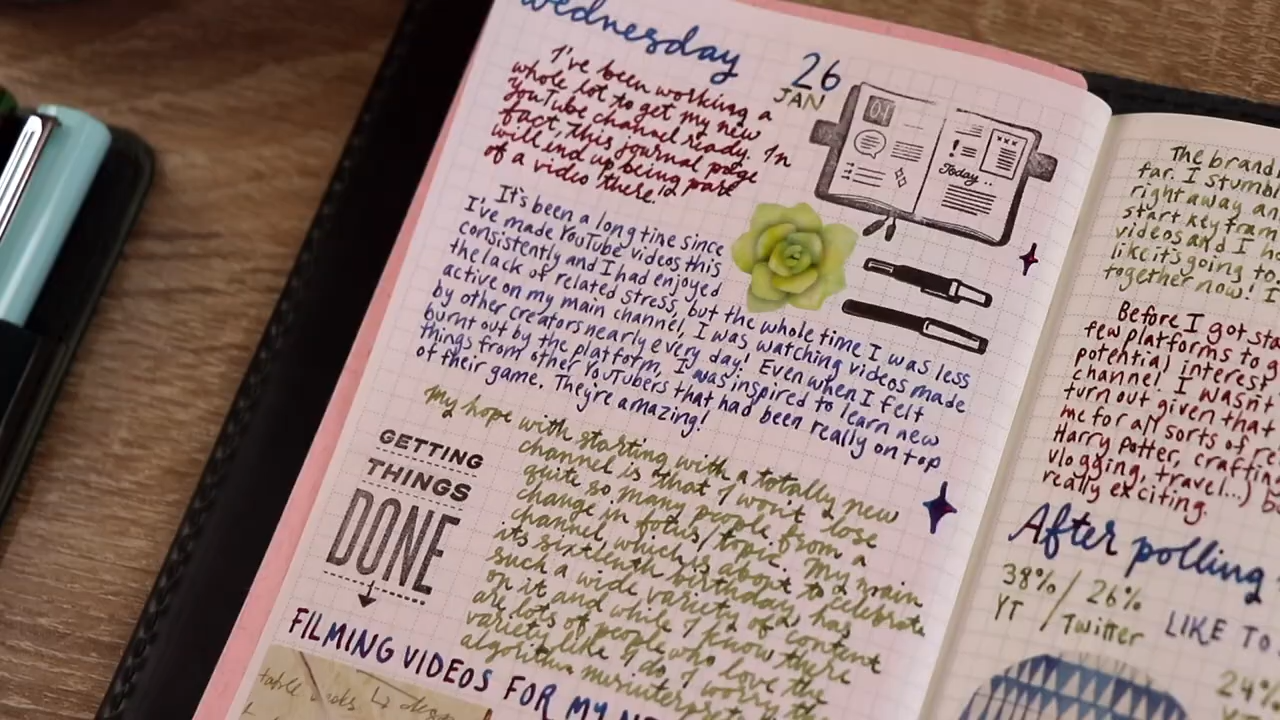 wednesday
26
JAN
I've been working a
whole lot to get my new
YouTube channel ready. In
fact, this journal page
will end up being part
of a video there!
01
Today..
It's been a long time since
I've made YouTube videos this
consistently and I had enjoyed
the lack of related stress, but the whole time I was less
active on my main channel, I was watching videos made
by other creators nearly every day! Even when I felt
burnt out by the platform, I was inspired to learn new
things from other YouTubers that had been really on top
of their game. They're amazing!
My hope with starting with a totally new
channel is that I won't lose
quite so many people from a
change in focus/topic. My main
channel, which is about to celebrate
its sixteenth birthday, has
such a wide variety of content
on it and while I know there
are lots of people who love the
variety like I do, I worry the
algorithm
GETTING
THINGS
DONE
FILMING VIDEOS FOR MY
The brand
far. I
right away
start
videos and I
like it's going to
together now! I
Before I got
few platforms to
potential interest
channel. I wasn't
turn out given that
me for all sorts of
Harry Potter,
vlogging, travel...)
really exciting.
After polling
38% / 26%
YT / Twitter
LIKE TO
24%